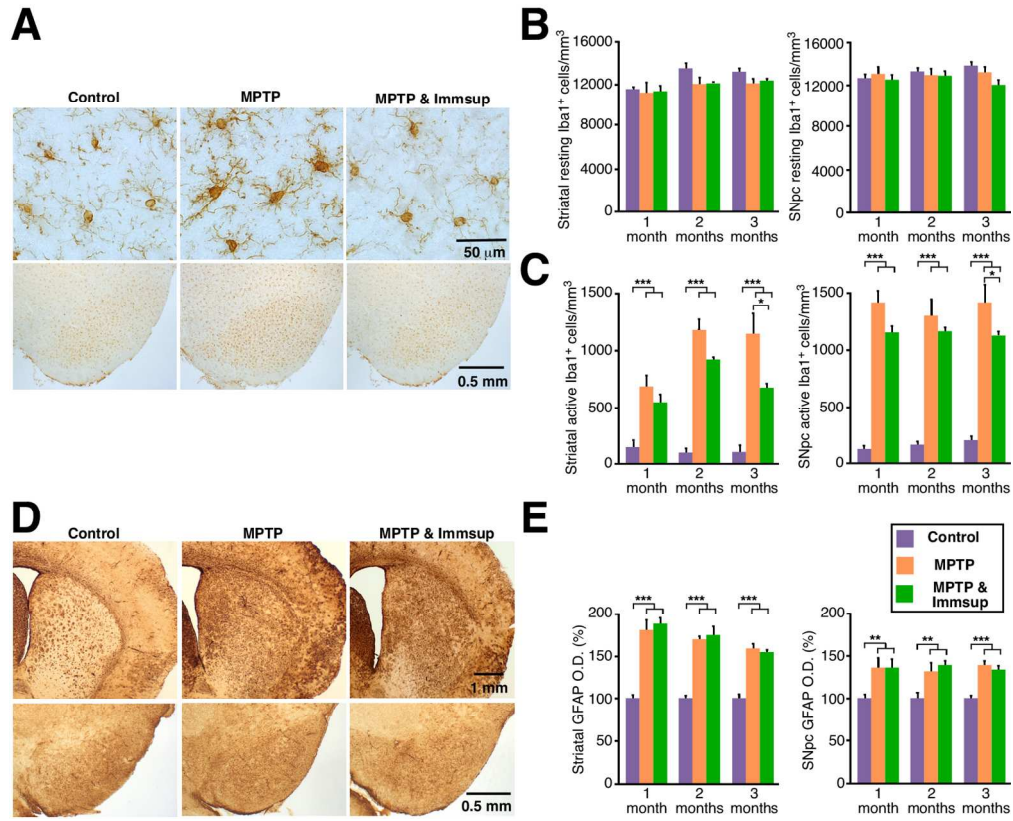 A
Control
MPTP
MPTP & Immsup
50 μm
0.5 mm
B
Striatal resting Iba1+ cells/mm3
16000
12000
8000
4000
0
1
month
2
months
3
months
SNpc resting Iba1+ cells/mm3
16000
12000
8000
4000
0
1
month
2
months
3
months
C
Striatal active Iba1+ cells/mm3
1500
1000
500
0
***
***
***
*
1
month
2
months
3
months
SNpc active Iba1+ cells/mm3
1500
1000
500
0
***
***
***
*
1
month
2
months
3
months
D
Control
MPTP
MPTP & Immsup
1 mm
0.5 mm
E
Control
MPTP
MPTP &
Immsup
Striatal GFAP O.D. (%)
200
150
100
50
0
***
***
***
1
month
2
months
3
months
SNpc GFAP O.D. (%)
200
150
100
50
0
**
**
***
1
month
2
months
3
months